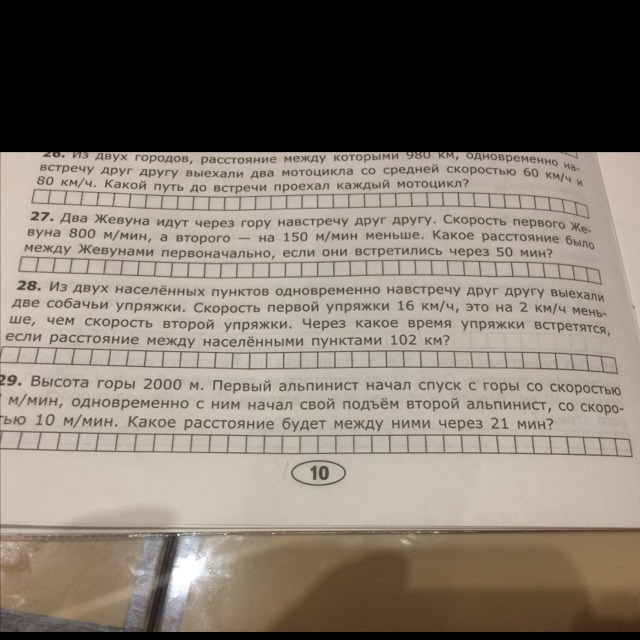 26. Из двух городов, расстояние между которыми 980 км, одновременно на-
встречу друг другу выехали два мотоцикла со средней скоростью 60 км/ч и
80 км/ч. Какой путь до встречи проехал каждый мотоцикл?
27. Два Жевуна идут через гору навстречу друг другу. Скорость первого Же-
вуна 800 м/мин, а второго — на 150 м/мин меньше. Какое расстояние было
между Жевунами первоначально, если они встретились через 50 мин?
28. Из двух населённых пунктов одновременно навстречу друг другу выехали
две собачьи упряжки. Скорость первой упряжки 16 км/ч, это на 2 км/ч мень-
ше, чем скорость второй упряжки. Через какое время упряжки встретятся,
если расстояние между населёнными пунктами 102 км?
29. Высота горы 2000 м. Первый альпинист начал спуск с горы со скоростью
м/мин, одновременно с ним начал свой подъём второй альпинист, со скоро-
тью 10 м/мин. Какое расстояние будет между ними через 21 мин?
10